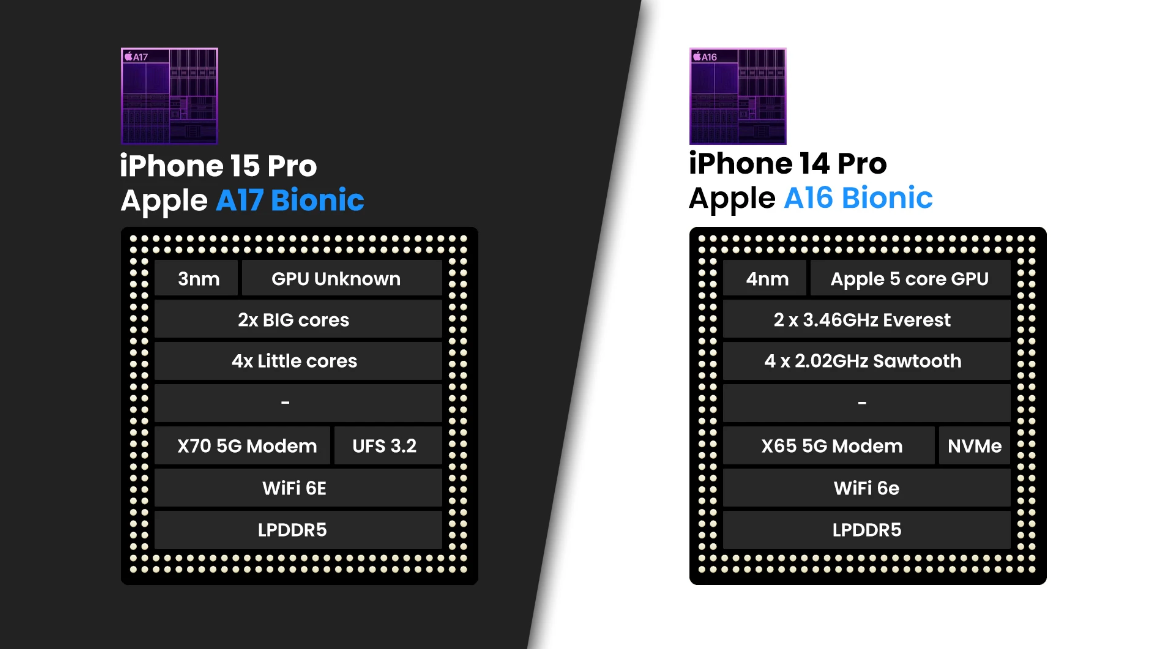 A17
iPhone 15 Pro
Apple A17 Bionic
3nm GPU Unknown
2x BIG cores
4x Little cores
-
X70 5G Modem UFS 3.2
WiFi 6E
LPDDR5
A16
iPhone 14 Pro
Apple A16 Bionic
4nm Apple 5 core GPU
2 x 3.46GHz Everest
4 x 2.02GHz Sawtooth
-
X65 5G Modem NVMe
WiFi 6e
LPDDR5